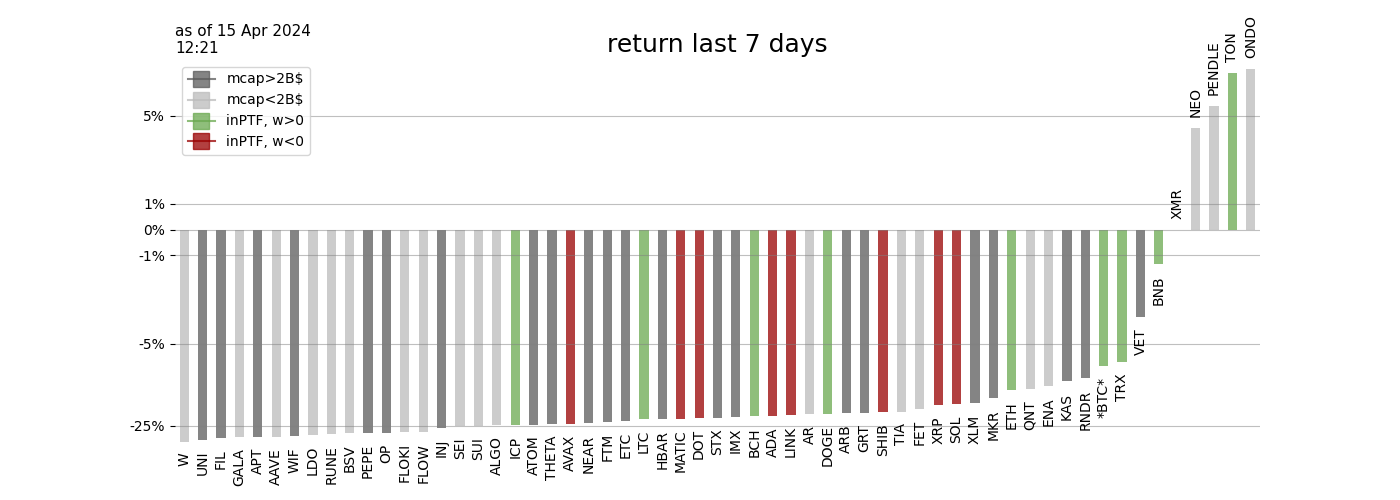 as of 15 Apr 2024
12:21
return last 7 days
mcap>2B$
mcap<2B$
inPTF, w>0
inPTF, w<0
5%
1%
0%
-1%
-5%
-25%
W
UNI
FIL
GALA
APT
AAVE
WIF
LDO
RUNE
BSV
PEPE
OP
FLOKI
FLOW
INJ
SEI
SUI
ALGO
ICP
ATOM
THETA
AVAX
NEAR
FTM
ETC
LTC
HBAR
MATIC
DOT
STX
IMX
BCH
ADA
LINK
AR
DOGE
ARB
GRT
SHIB
TIA
FET
XRP
SOL
XLM
MKR
ETH
QNT
ENA
KAS
RNDR
*BTC*
TRX
VET
BNB
XMR
NEO
PENDLE
TON
ONDO